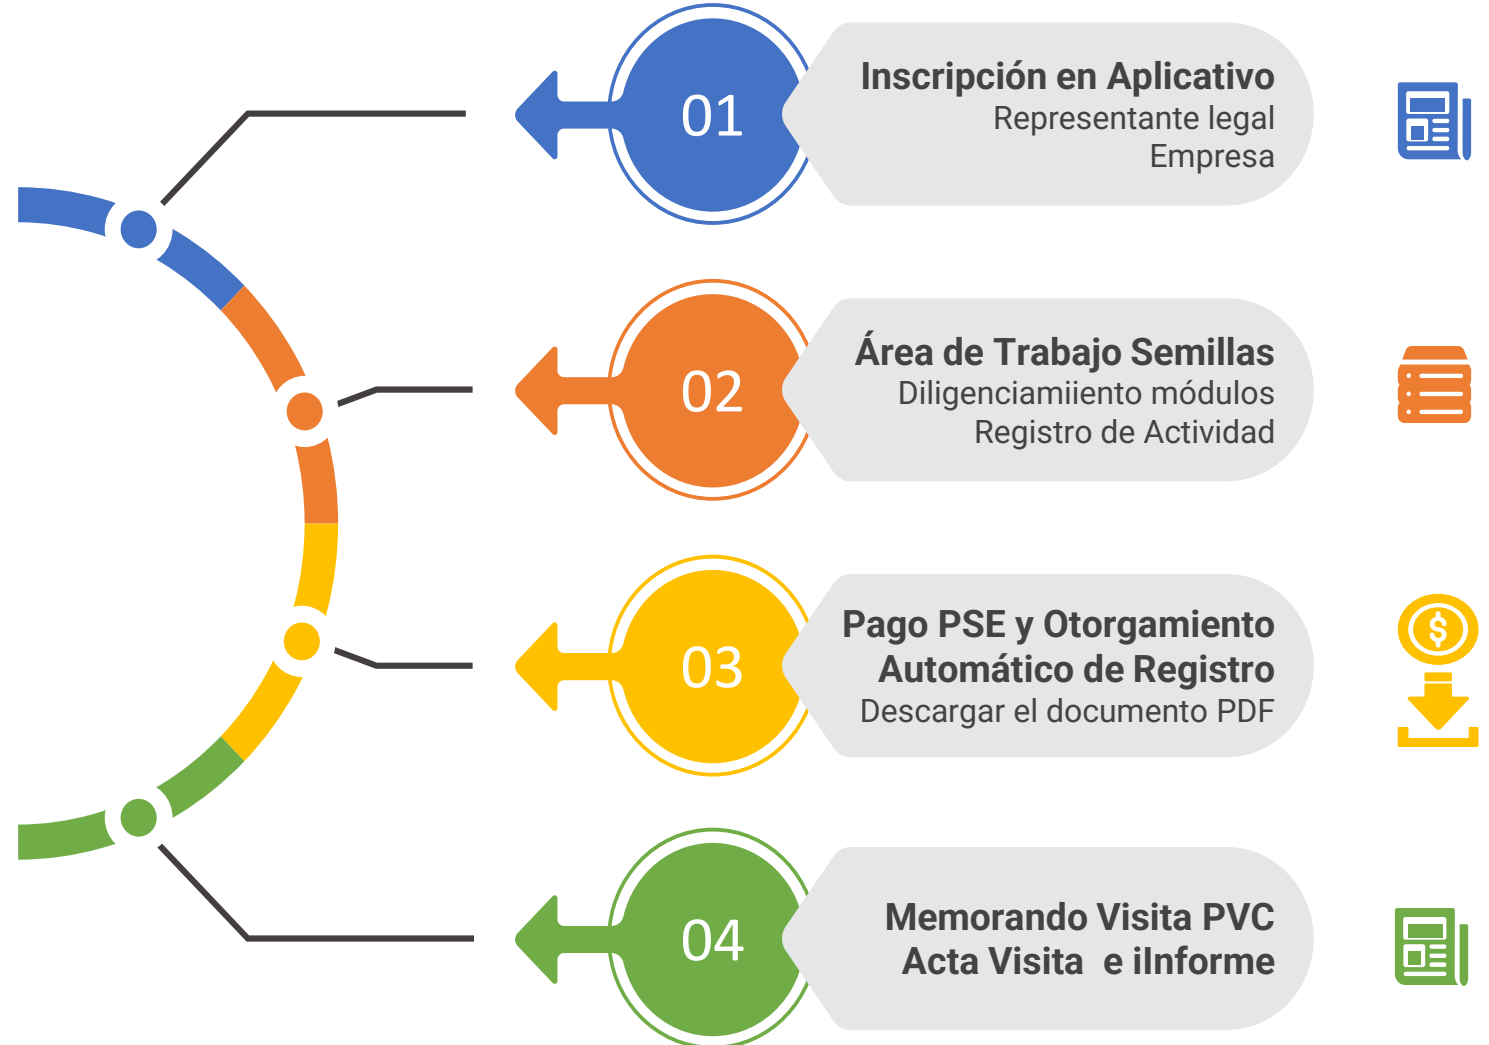 01
Inscripción en Aplicativo
Representante legal
Empresa
02
Área de Trabajo Semillas
Diligenciamiiento módulos
Registro de Actividad
03
Pago PSE y Otorgamiento
Automático de Registro
Descargar el documento PDF
$
04
Memorando Visita PVC
Acta Visita  e iInforme